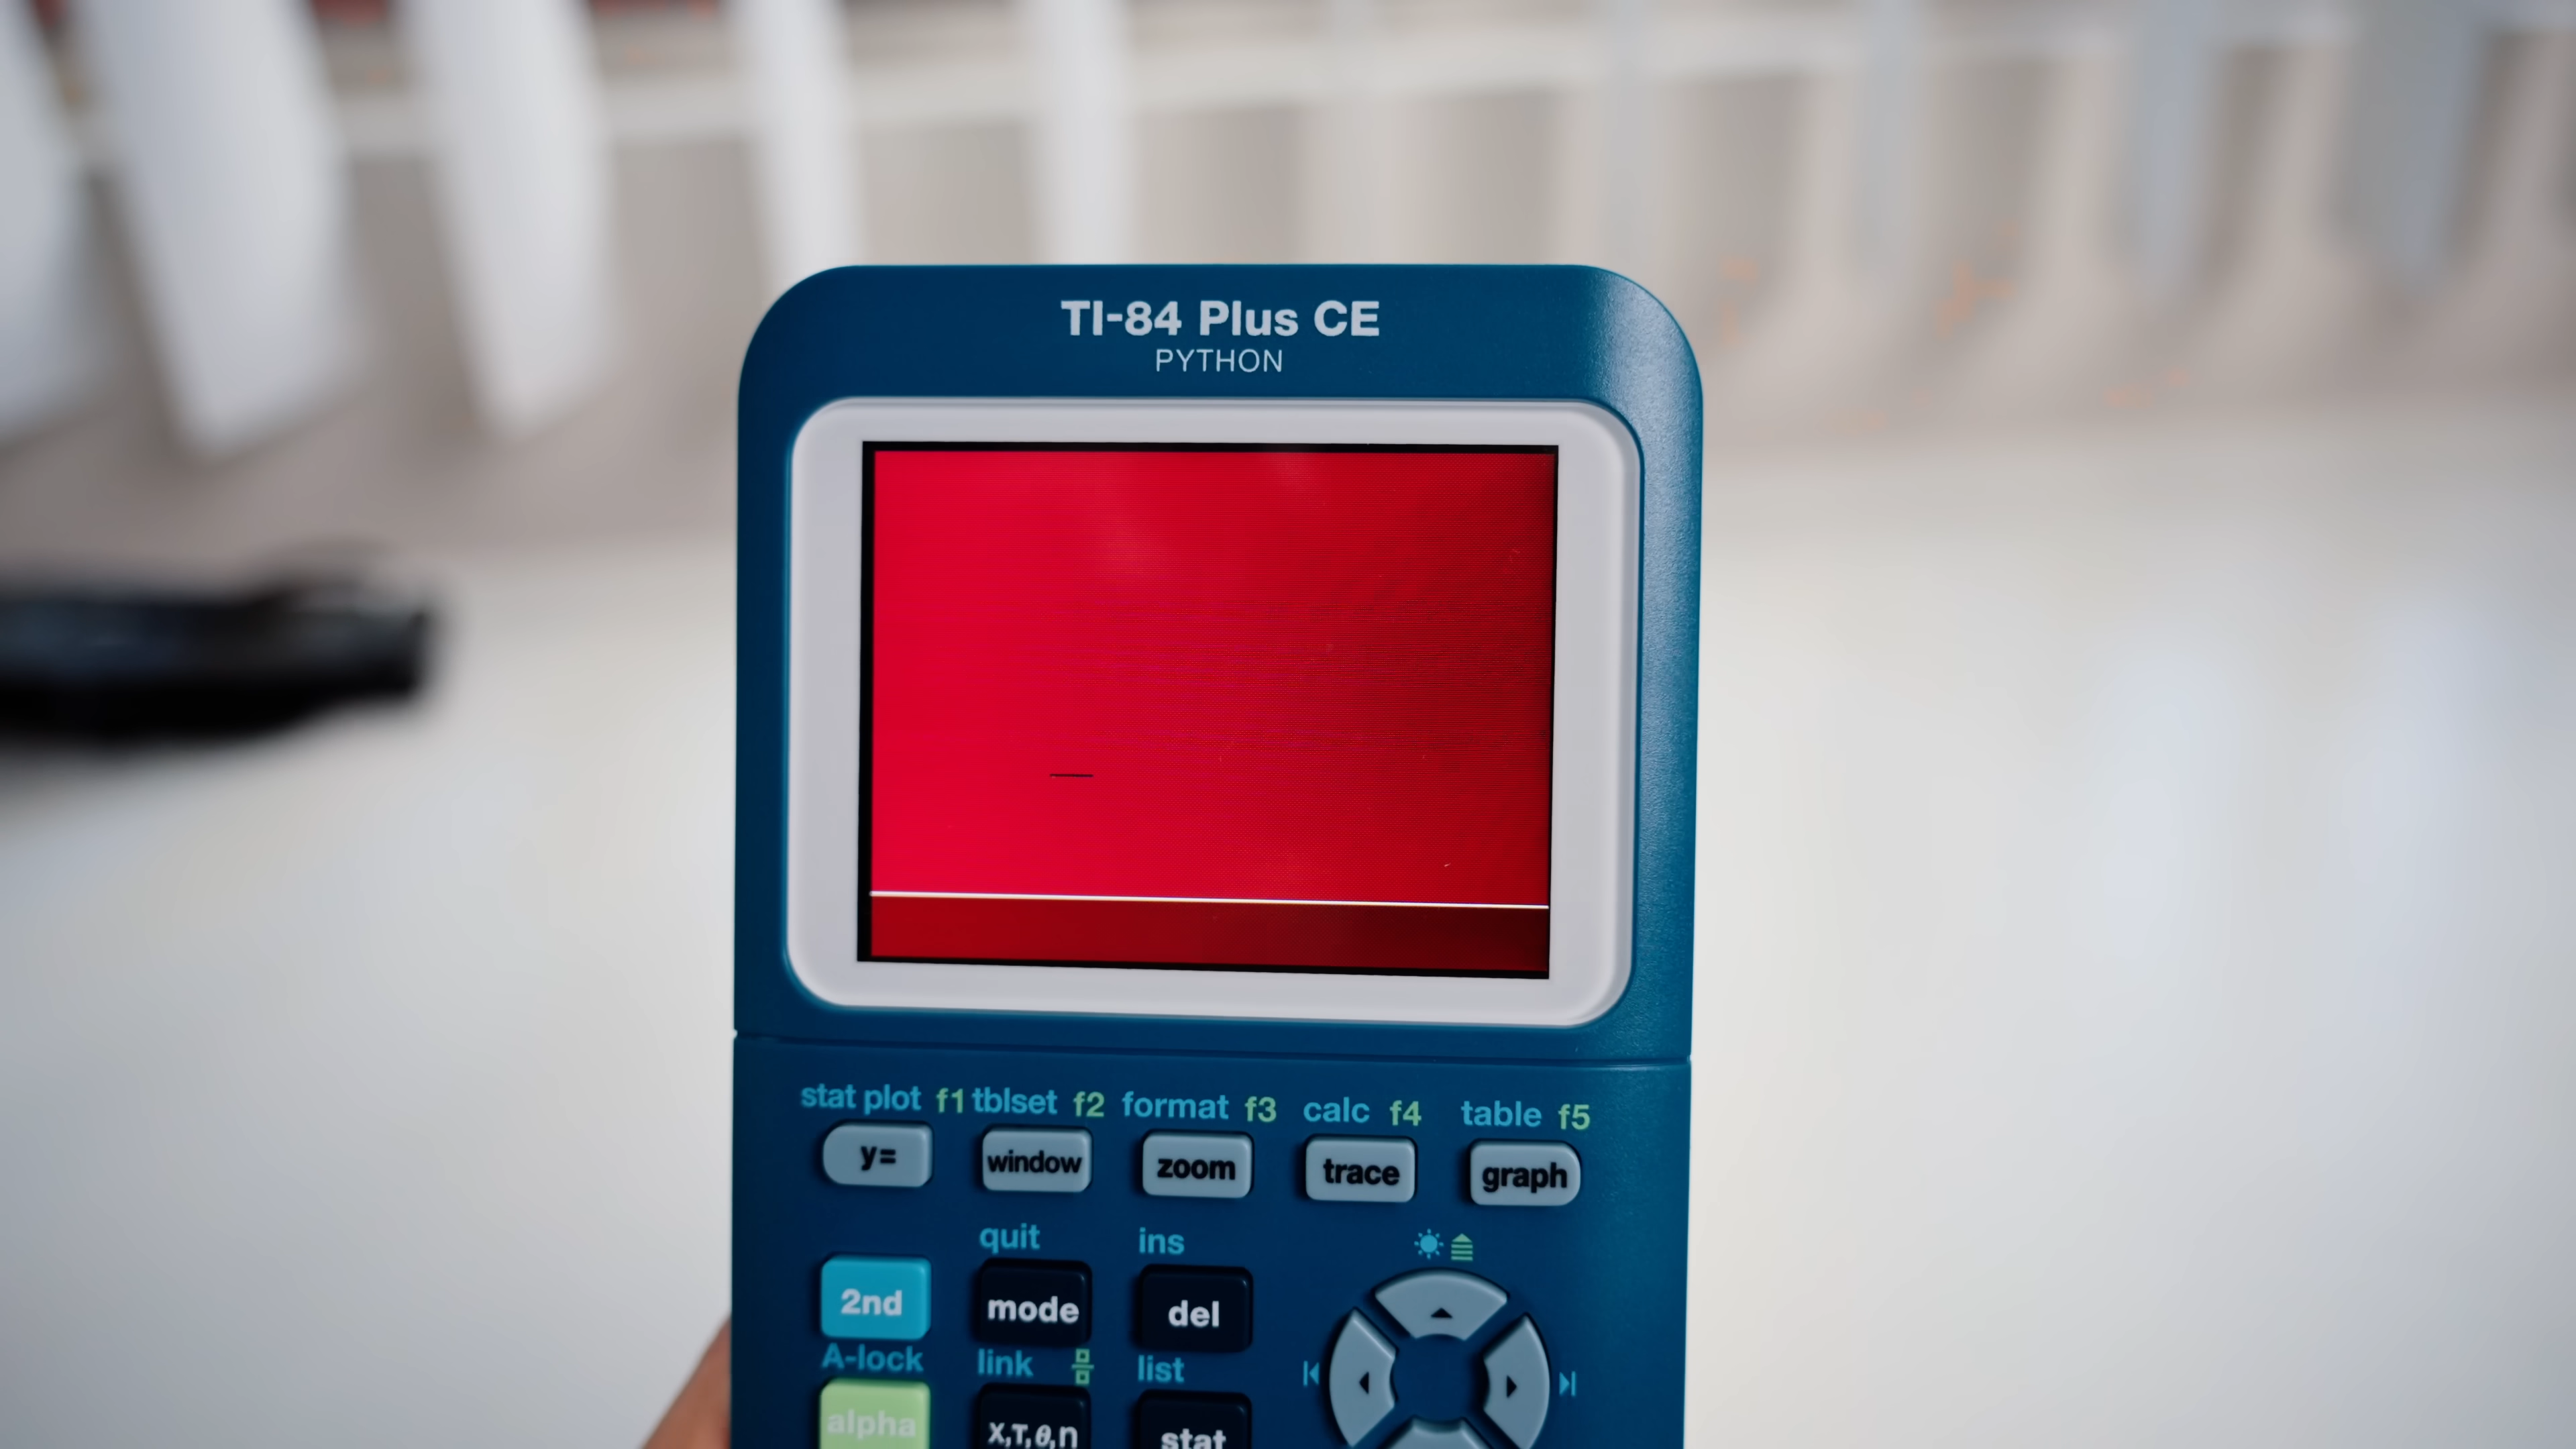 TI-84 Plus CE
PYTHON
stat plot f1 tblset f2 format f3 calc f4 table f5
y= window zoom trace graph
quit ins
2nd mode del
A-lock link list
alpha X,T,θ,n stat